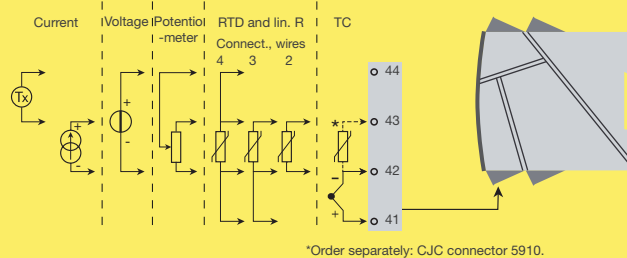 Current Voltage Potentio RTD and lin. R TC
-meter
Connect., wires
4 3 2
44
Tx
+ + * 43
- - – 42
+ 41
*Order separately: CJC connector 5910.